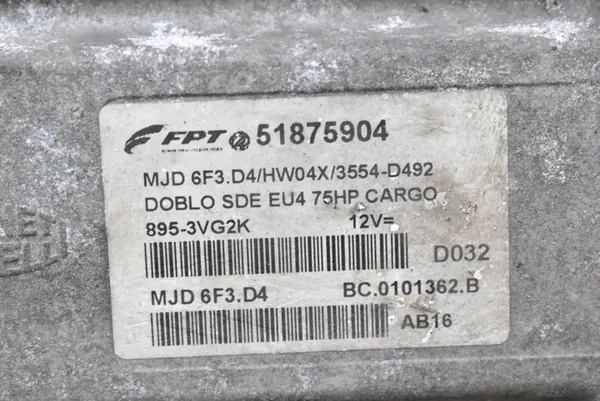 FPT 51875904
MJD 6F3.D4/HW04X/3554-D492
DOBLO SDE EU4 75HP CARGO
895-3VG2K 12V=
D032
MJD 6F3.D4 BC.0101362.B
AB16